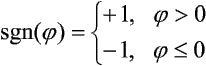 sgn(φ) = { +1, φ > 0
−1, φ ≤ 0